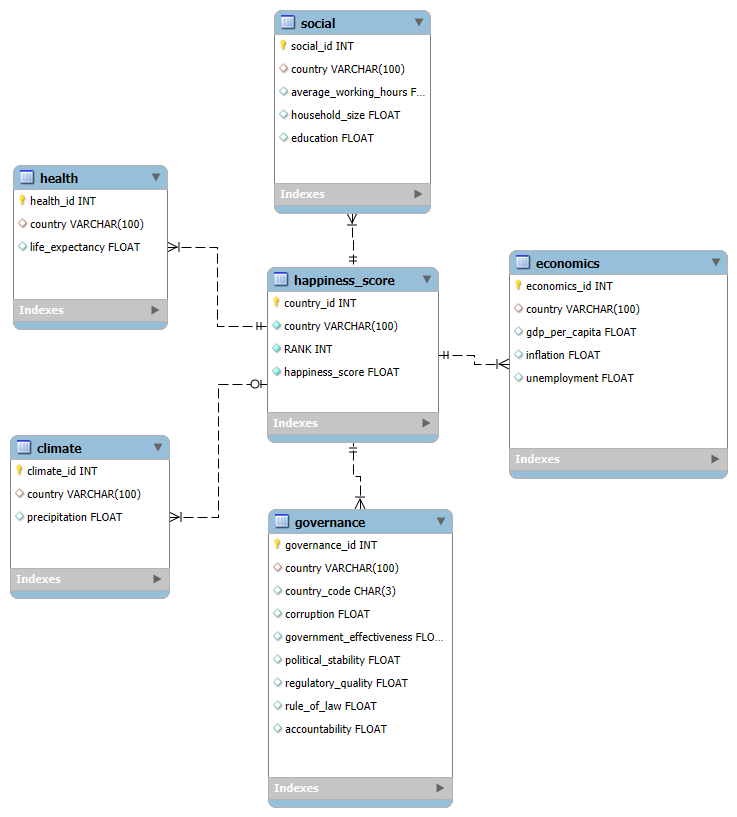 social
social_id INT
country VARCHAR(100)
average_working_hours F...
household_size FLOAT
education FLOAT
Indexes
health
health_id INT
country VARCHAR(100)
life_expectancy FLOAT
Indexes
happiness_score
country_id INT
country VARCHAR(100)
RANK INT
happiness_score FLOAT
Indexes
economics
economics_id INT
country VARCHAR(100)
gdp_per_capita FLOAT
inflation FLOAT
unemployment FLOAT
Indexes
climate
climate_id INT
country VARCHAR(100)
precipitation FLOAT
Indexes
governance
governance_id INT
country VARCHAR(100)
country_code CHAR(3)
corruption FLOAT
government_effectiveness FLO...
political_stability FLOAT
regulatory_quality FLOAT
rule_of_law FLOAT
accountability FLOAT
Indexes